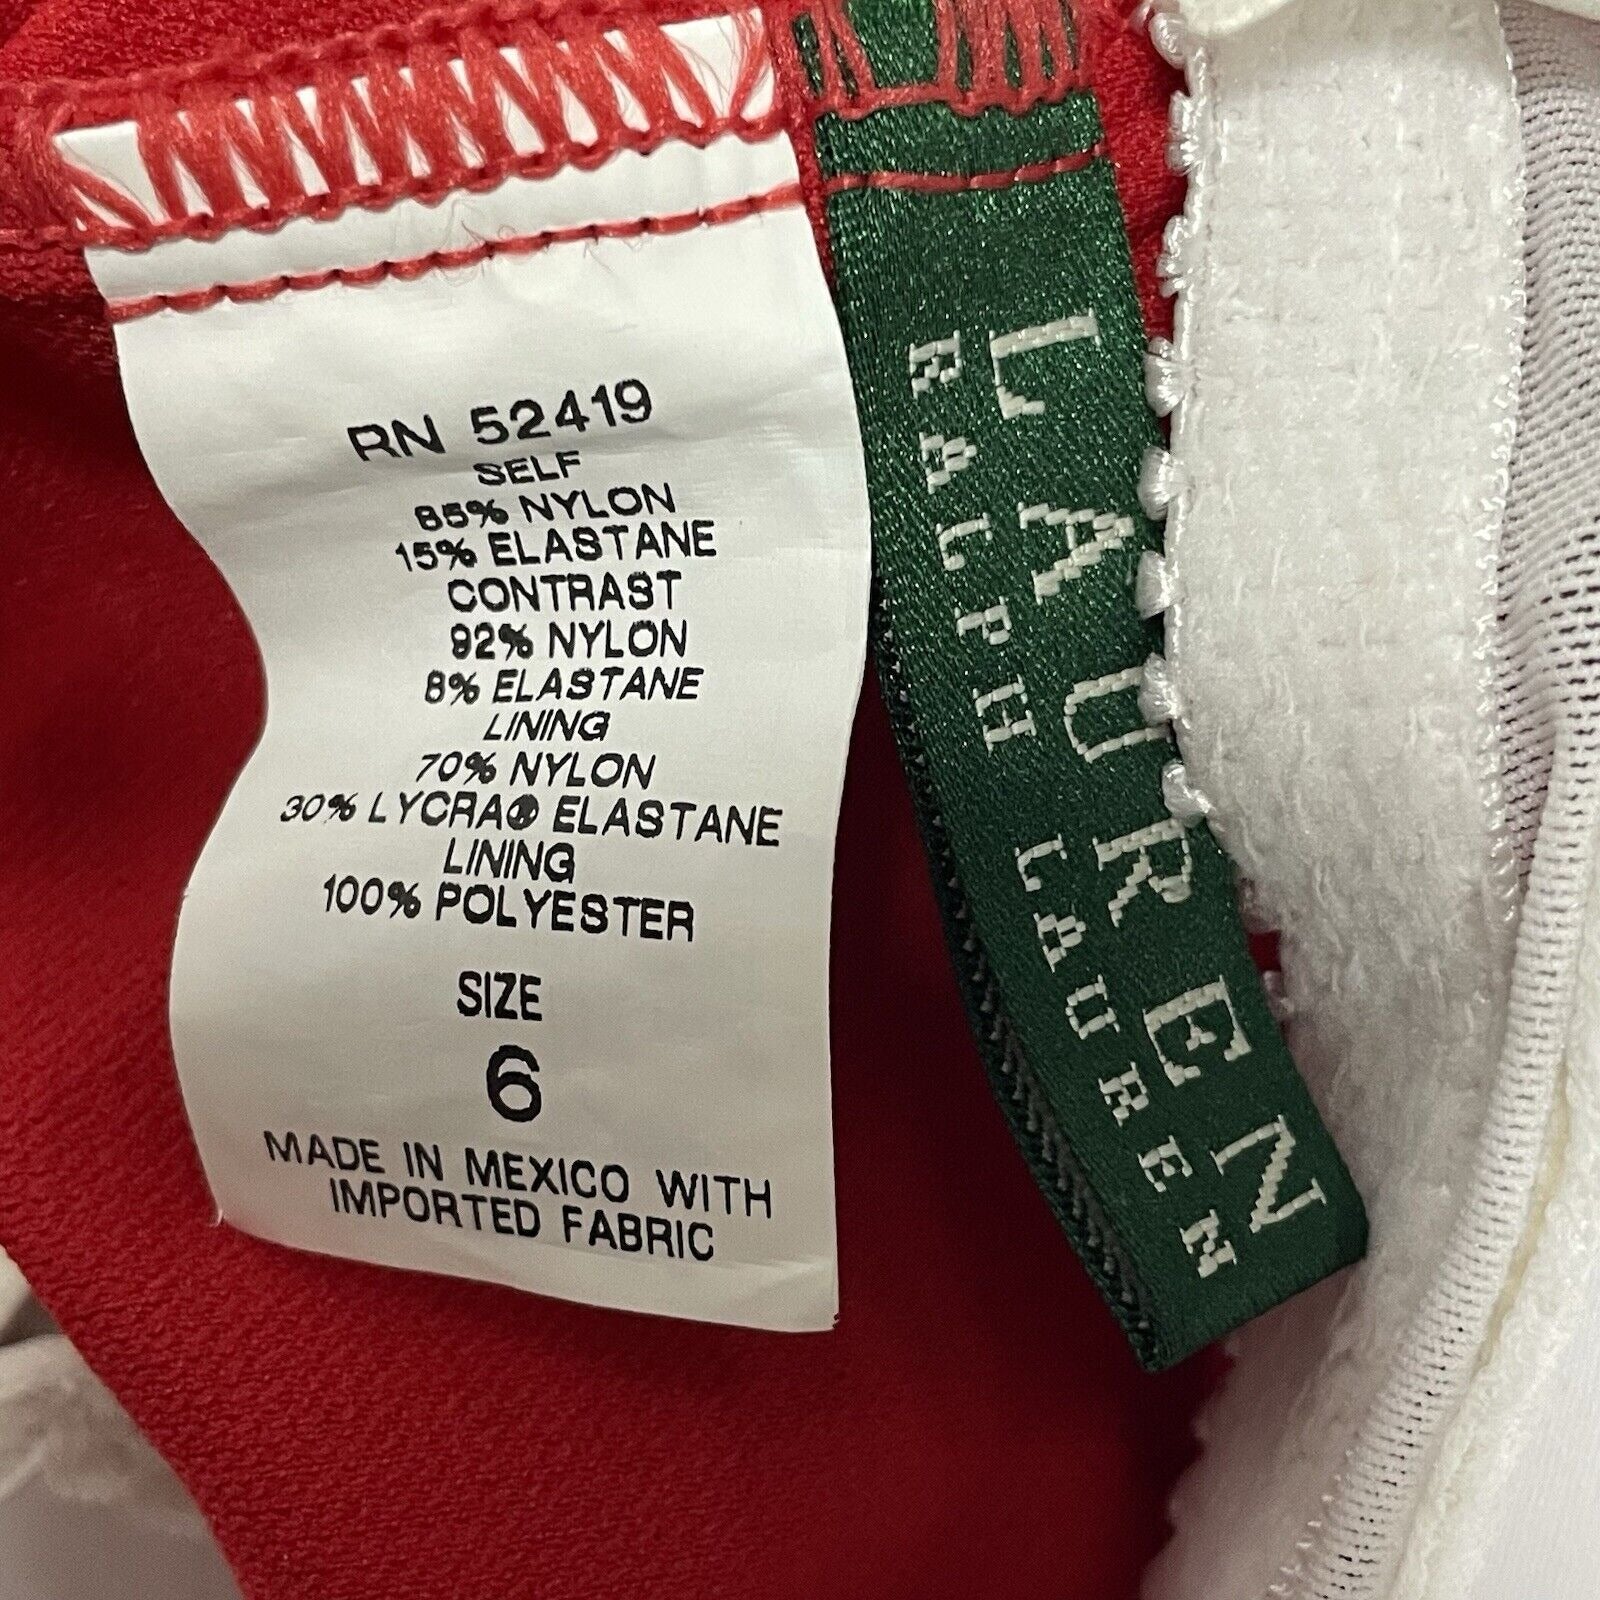 RN 52419
SELF
85% NYLON
15% ELASTANE
CONTRAST
92% NYLON
8% ELASTANE
LINING
70% NYLON
30% LYCRA® ELASTANE
LINING
100% POLYESTER
SIZE
6
MADE IN MEXICO WITH
IMPORTED FABRIC
LAUREN
RALPH LAUREN